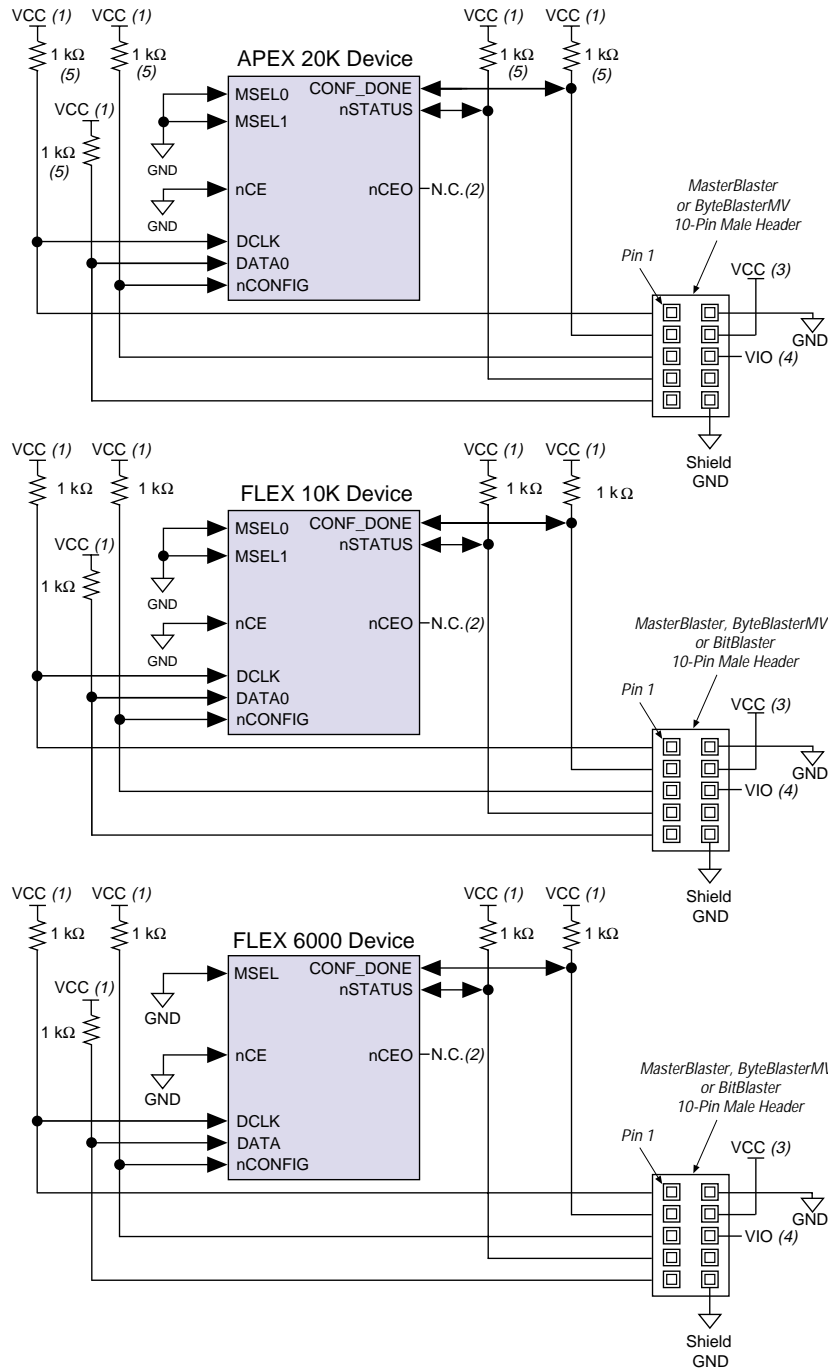 VCC (1) VCC (1) VCC (1) VCC (1)
1 kΩ 1 kΩ 1 kΩ 1 kΩ
(5) (5) (5) (5)
APEX 20K Device
VCC (1)
1 kΩ
(5)
MSEL0 CONF_DONE
nSTATUS
MSEL1
GND
nCE nCEO N.C.(2)
GND
DCLK
DATA0
nCONFIG
MasterBlaster
or ByteBlasterMV
10-Pin Male Header
Pin 1
VCC (3)
GND
VIO (4)
Shield
GND
VCC (1) VCC (1) VCC (1) VCC (1)
1 kΩ 1 kΩ 1 kΩ 1 kΩ
FLEX 10K Device
VCC (1)
1 kΩ
MSEL0 CONF_DONE
nSTATUS
MSEL1
GND
nCE nCEO N.C.(2)
GND
DCLK
DATA0
nCONFIG
MasterBlaster, ByteBlasterMV
or BitBlaster
10-Pin Male Header
Pin 1
VCC (3)
GND
VIO (4)
Shield
GND
VCC (1) VCC (1) VCC (1) VCC (1)
1 kΩ 1 kΩ 1 kΩ 1 kΩ
FLEX 6000 Device
VCC (1)
1 kΩ
MSEL CONF_DONE
nSTATUS
GND
nCE nCEO N.C.(2)
GND
DCLK
DATA
nCONFIG
MasterBlaster, ByteBlasterMV
or BitBlaster
10-Pin Male Header
Pin 1
VCC (3)
GND
VIO (4)
Shield
GND